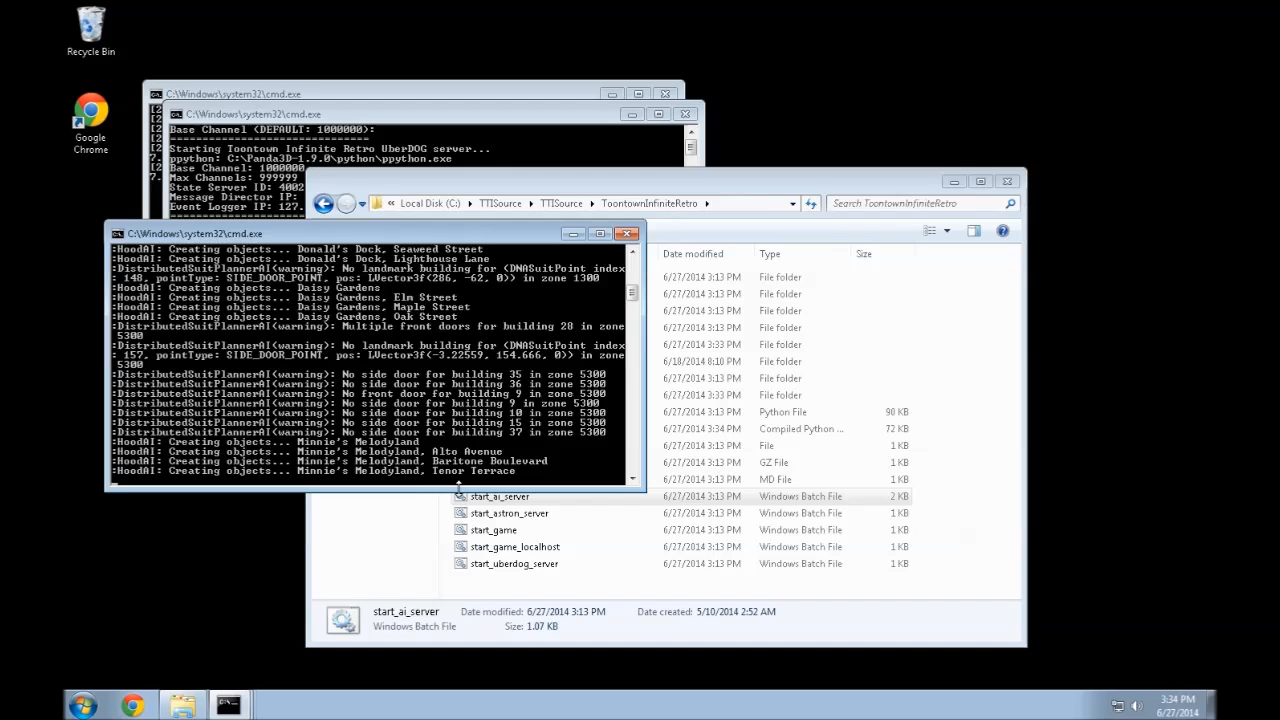 Recycle Bin
Google
Chrome
C:\Windows\system32\cmd.exe
C:\Windows\system32\cmd.exe
Base Channel (DEFAULT: 1000000):
===============================
Starting Toontown Infinite Retro UberDOG server...
ppython: C:\Panda3D-1.9.0\python\ppython.exe
Base Channel: 1000000
Max Channels: 999999
State Server ID: 4002
Message Director IP:
Event Logger IP: 127.
Local Disk (C:) TTISource TTISource ToontownInfiniteRetro
Search ToontownInfiniteRetro
C:\Windows\system32\cmd.exe
:HoodAI: Creating objects... Donald's Dock, Seaweed Street
:HoodAI: Creating objects... Donald's Dock, Lighthouse Lane
:DistributedSuitPlannerAI(warning): No landmark building for (DNASuitPoint index
: 148, pointType: SIDE_DOOR_POINT, pos: LVector3f(286, -62, 0)) in zone 1300
:HoodAI: Creating objects... Daisy Gardens
:HoodAI: Creating objects... Daisy Gardens, Elm Street
:HoodAI: Creating objects... Daisy Gardens, Maple Street
:HoodAI: Creating objects... Daisy Gardens, Oak Street
:DistributedSuitPlannerAI(warning): Multiple front doors for building 28 in zone
5300
:DistributedSuitPlannerAI(warning): No landmark building for (DNASuitPoint index
: 157, pointType: SIDE_DOOR_POINT, pos: LVector3f(-3.22559, 154.666, 0)) in zone
5300
:DistributedSuitPlannerAI(warning): No side door for building 35 in zone 5300
:DistributedSuitPlannerAI(warning): No side door for building 36 in zone 5300
:DistributedSuitPlannerAI(warning): No front door for building 9 in zone 5300
:DistributedSuitPlannerAI(warning): No side door for building 9 in zone 5300
:DistributedSuitPlannerAI(warning): No side door for building 10 in zone 5300
:DistributedSuitPlannerAI(warning): No side door for building 15 in zone 5300
:DistributedSuitPlannerAI(warning): No side door for building 37 in zone 5300
:HoodAI: Creating objects... Minnie's Melodyland
:HoodAI: Creating objects... Minnie's Melodyland, Alto Avenue
:HoodAI: Creating objects... Minnie's Melodyland, Baritone Boulevard
:HoodAI: Creating objects... Minnie's Melodyland, Tenor Terrace
Date modified Type Size
6/27/2014 3:13 PM File folder
6/27/2014 3:13 PM File folder
6/27/2014 3:13 PM File folder
6/27/2014 3:13 PM File folder
6/27/2014 3:33 PM File folder
6/18/2014 8:10 PM File folder
6/27/2014 3:33 PM File folder
6/27/2014 3:33 PM File folder
6/27/2014 3:13 PM Python File 90 KB
6/27/2014 3:34 PM Compiled Python ... 72 KB
6/27/2014 3:13 PM File 1 KB
6/27/2014 3:13 PM GZ File 1 KB
6/27/2014 3:13 PM MD File 1 KB
start_ai_server 6/27/2014 3:13 PM Windows Batch File 2 KB
start_astron_server 6/27/2014 3:13 PM Windows Batch File 1 KB
start_game 6/27/2014 3:13 PM Windows Batch File 1 KB
start_game_localhost 6/27/2014 3:13 PM Windows Batch File 1 KB
start_uberdog_server 6/27/2014 3:13 PM Windows Batch File 1 KB
start_ai_server Date modified: 6/27/2014 3:13 PM Date created: 5/10/2014 2:52 AM
Windows Batch File Size: 1.07 KB
3:34 PM
6/27/2014